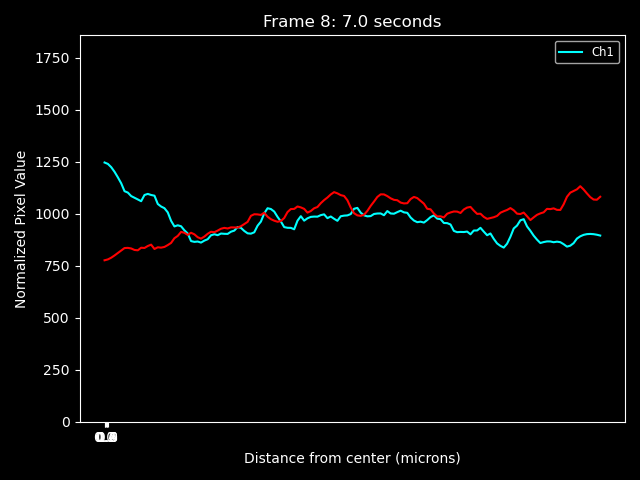 Frame 8: 7.0 seconds
Ch1
1750
1500
1250
1000
750
500
250
0
Normalized Pixel Value
Distance from center (microns)